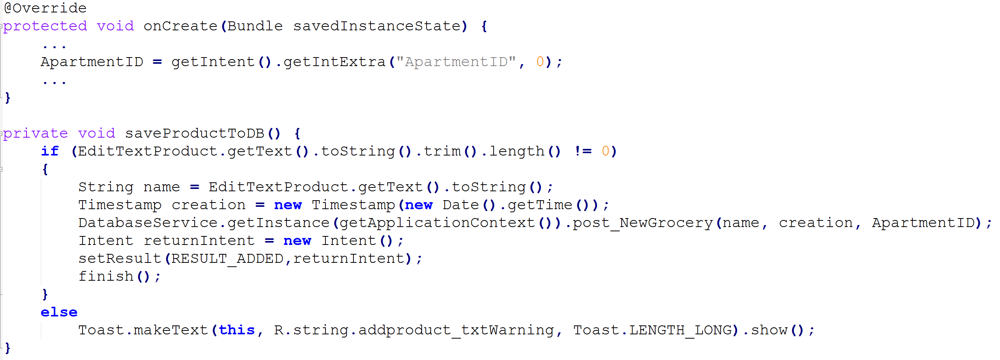 @Override
protected void onCreate(Bundle savedInstanceState) {
    ...
    ApartmentID = getIntent().getIntExtra("ApartmentID", 0);
    ...
}

private void saveProductToDB() {
    if (EditTextProduct.getText().toString().trim().length() != 0)
    {
        String name = EditTextProduct.getText().toString();
        Timestamp creation = new Timestamp(new Date().getTime());
        DatabaseService.getInstance(getApplicationContext()).post_NewGrocery(name, creation, ApartmentID);
        Intent returnIntent = new Intent();
        setResult(RESULT_ADDED,returnIntent);
        finish();
    }
    else
        Toast.makeText(this, R.string.addproduct_txtWarning, Toast.LENGTH_LONG).show();
}